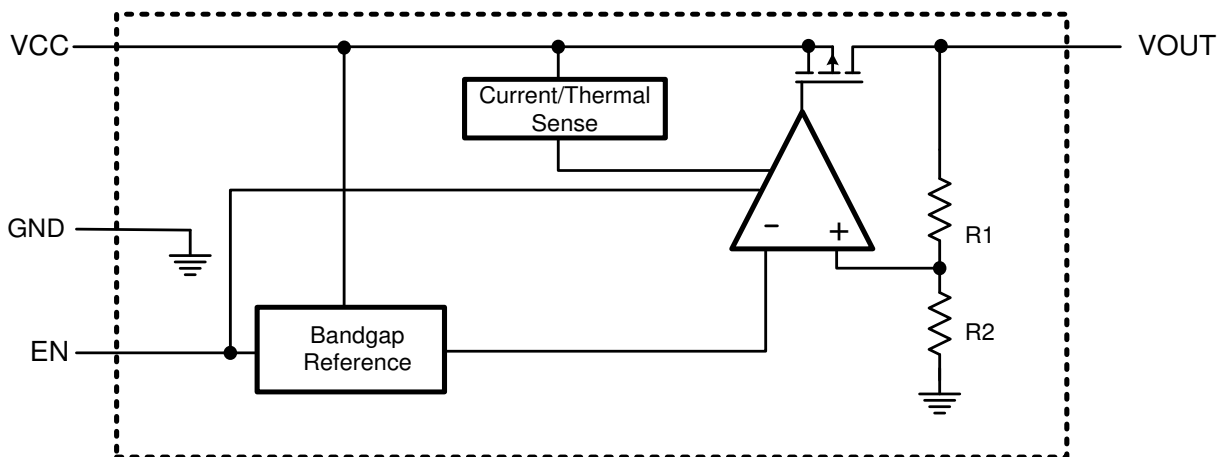 VCC
VOUT
Current/Thermal
Sense
GND
-
+
R1
R2
EN
Bandgap
Reference